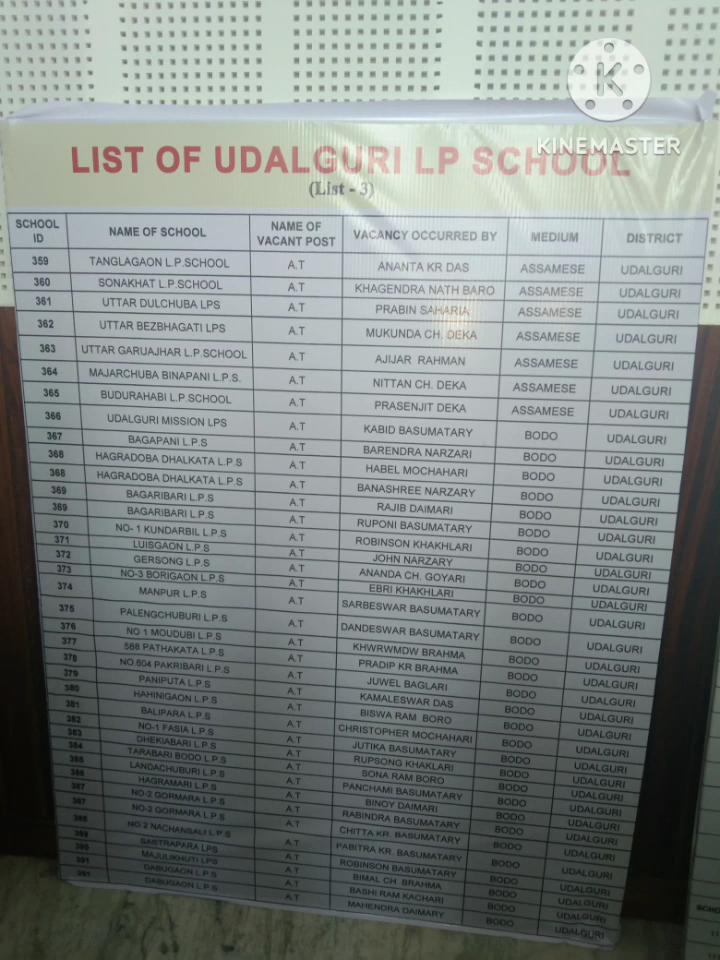 KINEMASTER
LIST OF UDALGURI LP SCHOOL
(List - 3)
SCHOOL ID NAME OF SCHOOL NAME OF VACANT POST VACANCY OCCURRED BY MEDIUM DISTRICT
359 TANGLAGAON L.P.SCHOOL A.T ANANTA KR DAS ASSAMESE UDALGURI
360 SONAKHAT L.P.SCHOOL A.T KHAGENDRA NATH BARO ASSAMESE UDALGURI
361 UTTAR DULCHUBA LPS A.T PRABIN SAHARIA ASSAMESE UDALGURI
362 UTTAR BEZBHAGATI LPS A.T MUKUNDA CH. DEKA ASSAMESE UDALGURI
363 UTTAR GARUAJHAR L.P.SCHOOL A.T AJIJAR RAHMAN ASSAMESE UDALGURI
364 MAJARCHUBA BINAPANI L.P.S. A.T NITTAN CH. DEKA ASSAMESE UDALGURI
365 BUDURAHABI L.P.SCHOOL A.T PRASENJIT DEKA ASSAMESE UDALGURI
366 UDALGURI MISSION LPS A.T KABID BASUMATARY BODO UDALGURI
367 BAGAPANI L.P.S A.T BARENDRA NARZARI BODO UDALGURI
368 HAGRADOBA DHALKATA L.P.S A.T HABEL MOCHAHARI BODO UDALGURI
368 HAGRADOBA DHALKATA L.P.S A.T BANASHREE NARZARY BODO UDALGURI
369 BAGARIBARI L.P.S A.T RAJIB DAIMARI BODO UDALGURI
369 BAGARIBARI L.P.S A.T RUPONI BASUMATARY BODO UDALGURI
370 NO- 1 KUNDARBIL L.P.S A.T ROBINSON KHAKHLARI BODO UDALGURI
371 LUISGAON L.P.S A.T JOHN NARZARY BODO UDALGURI
372 GERSONG L.P.S A.T ANANDA CH. GOYARI BODO UDALGURI
373 NO-3 BORIGAON L.P.S A.T EBRI KHAKHLARI BODO UDALGURI
374 MANPUR L.P.S A.T SARBESWAR BASUMATARY BODO UDALGURI
375 PALENGCHUBURI L.P.S A.T DANDESWAR BASUMATARY BODO UDALGURI
376 NO 1 MOUDUBI L.P.S A.T KHWRWMDW BRAHMA BODO UDALGURI
377 588 PATHAKATA L.P.S A.T PRADIP KR BRAHMA BODO UDALGURI
378 NO.604 PAKRIBARI L.P.S A.T JUWEL BAGLARI BODO UDALGURI
379 PANIPUTA L.P.S A.T KAMALESWAR DAS BODO UDALGURI
380 HAHINIGAON L.P.S A.T BISWA RAM BORO BODO UDALGURI
381 BALIPARA L.P.S A.T CHRISTOPHER MOCHAHARI BODO UDALGURI
382 NO-1 FASIA L.P.S A.T JUTIKA BASUMATARY BODO UDALGURI
383 DHEKIABARI L.P.S A.T RUPSONG KHAKLARI BODO UDALGURI
384 TARABARI BODO L.P.S A.T SONA RAM BORO BODO UDALGURI
385 LANDACHUBURI L.P.S A.T PANCHAMI BASUMATARY BODO UDALGURI
386 HAGRAMARI L.P.S A.T BINOY DAIMARI BODO UDALGURI
387 NO-2 GORMARA L.P.S A.T RABINDRA BASUMATARY BODO UDALGURI
387 NO-2 GORMARA L.P.S A.T CHITTA KR. BASUMATARY BODO UDALGURI
388 NO 2 NACHANSALI L.P.S A.T PABITRA KR. BASUMATARY BODO UDALGURI
389 SASTRAPARA LPS A.T ROBINSON BASUMATARY BODO UDALGURI
390 MAJULIKHUTI LPS A.T BIMAL CH BRAHMA BODO UDALGURI
391 DABUGAON L.P.S A.T BASHI RAM KACHARI BODO UDALGURI
391 DABUGAON L.P.S A.T MAHENDRA DAIMARY BODO UDALGURI